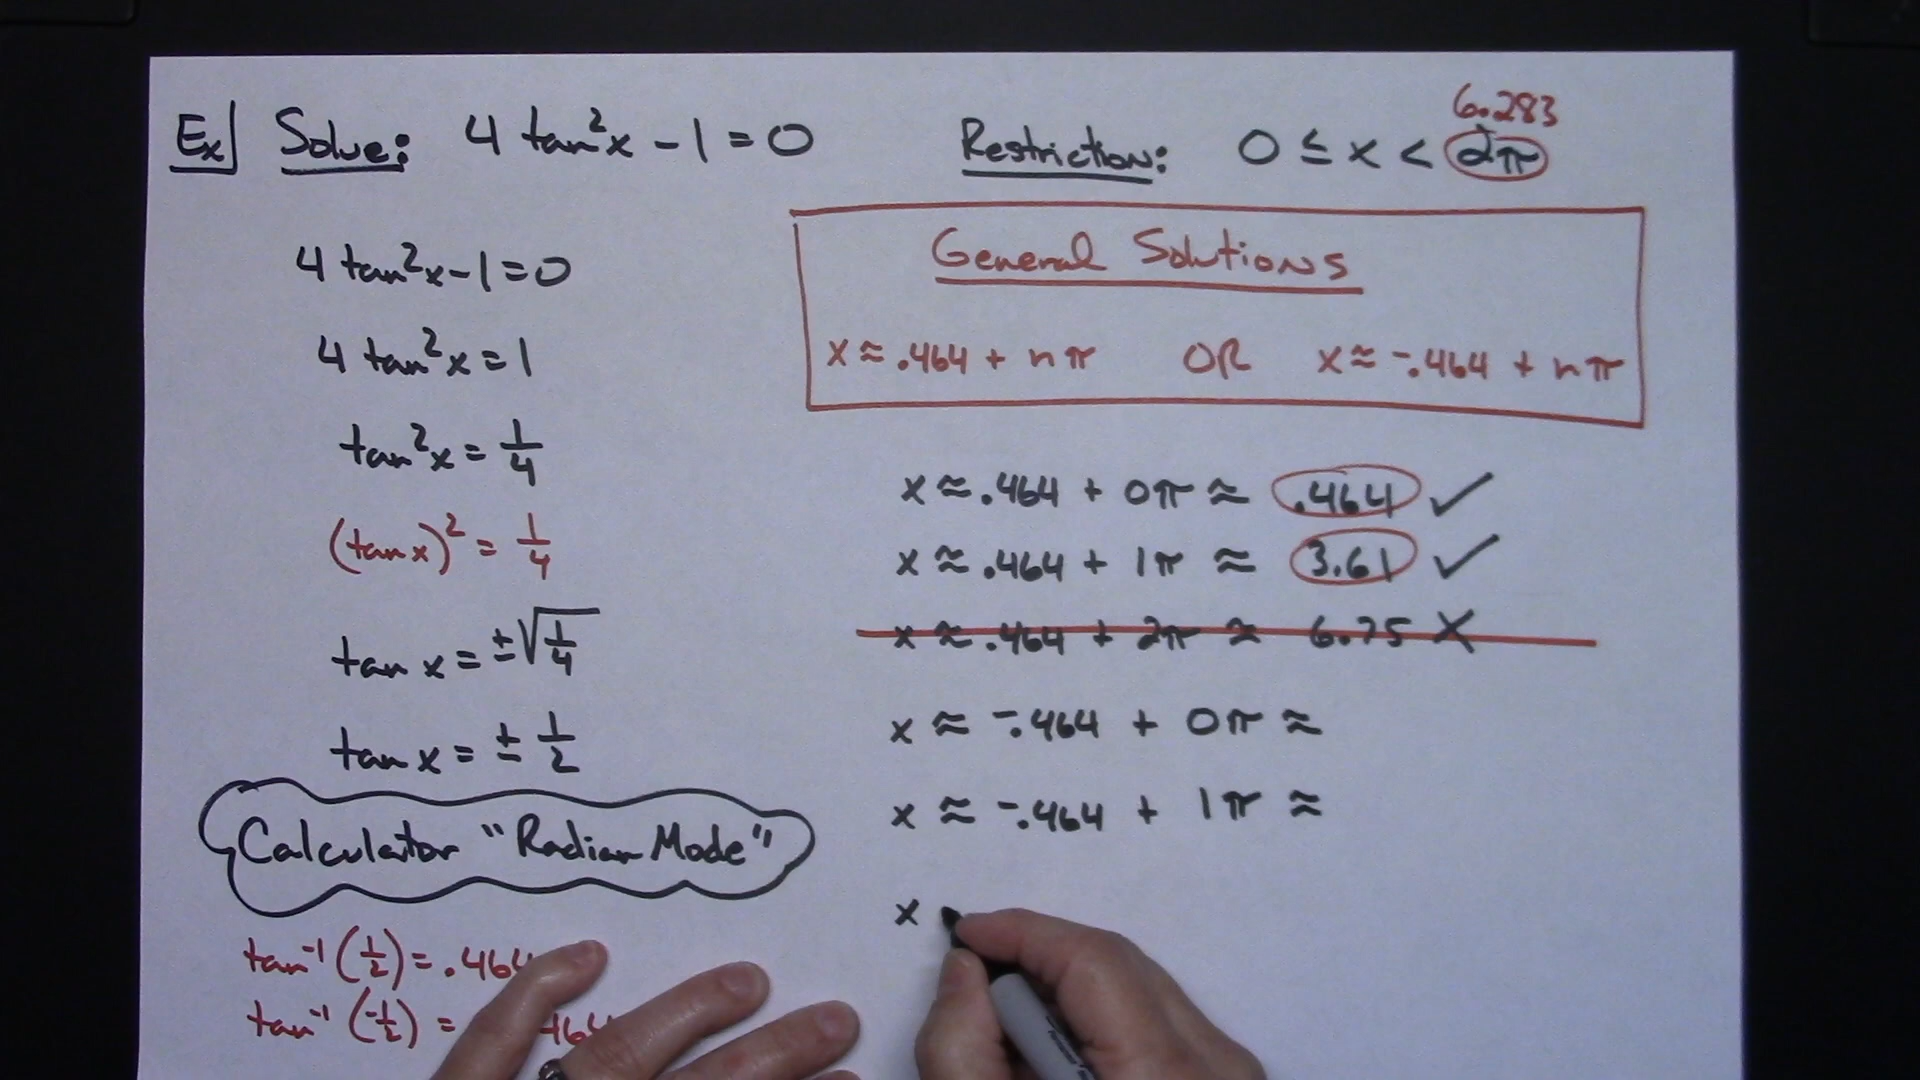 Ex Solve: 4 tan²x - 1 = 0
Restriction: 0 ≤ x < 2π
6.283
4 tan²x - 1 = 0
4 tan²x = 1
tan²x = 1/4
(tan x)² = 1/4
tan x = ±√(1/4)
tan x = ± 1/2
Calculator "Radian Mode"
tan⁻¹(1/2) = .464
tan⁻¹(-1/2) =
General Solutions
x ≈ .464 + nπ OR x ≈ -.464 + nπ
x ≈ .464 + 0π ≈ .464 ✓
x ≈ .464 + 1π ≈ 3.61 ✓
x ≈ .464 + 2π ≈ 6.75 X
x ≈ -.464 + 0π ≈
x ≈ -.464 + 1π ≈
x